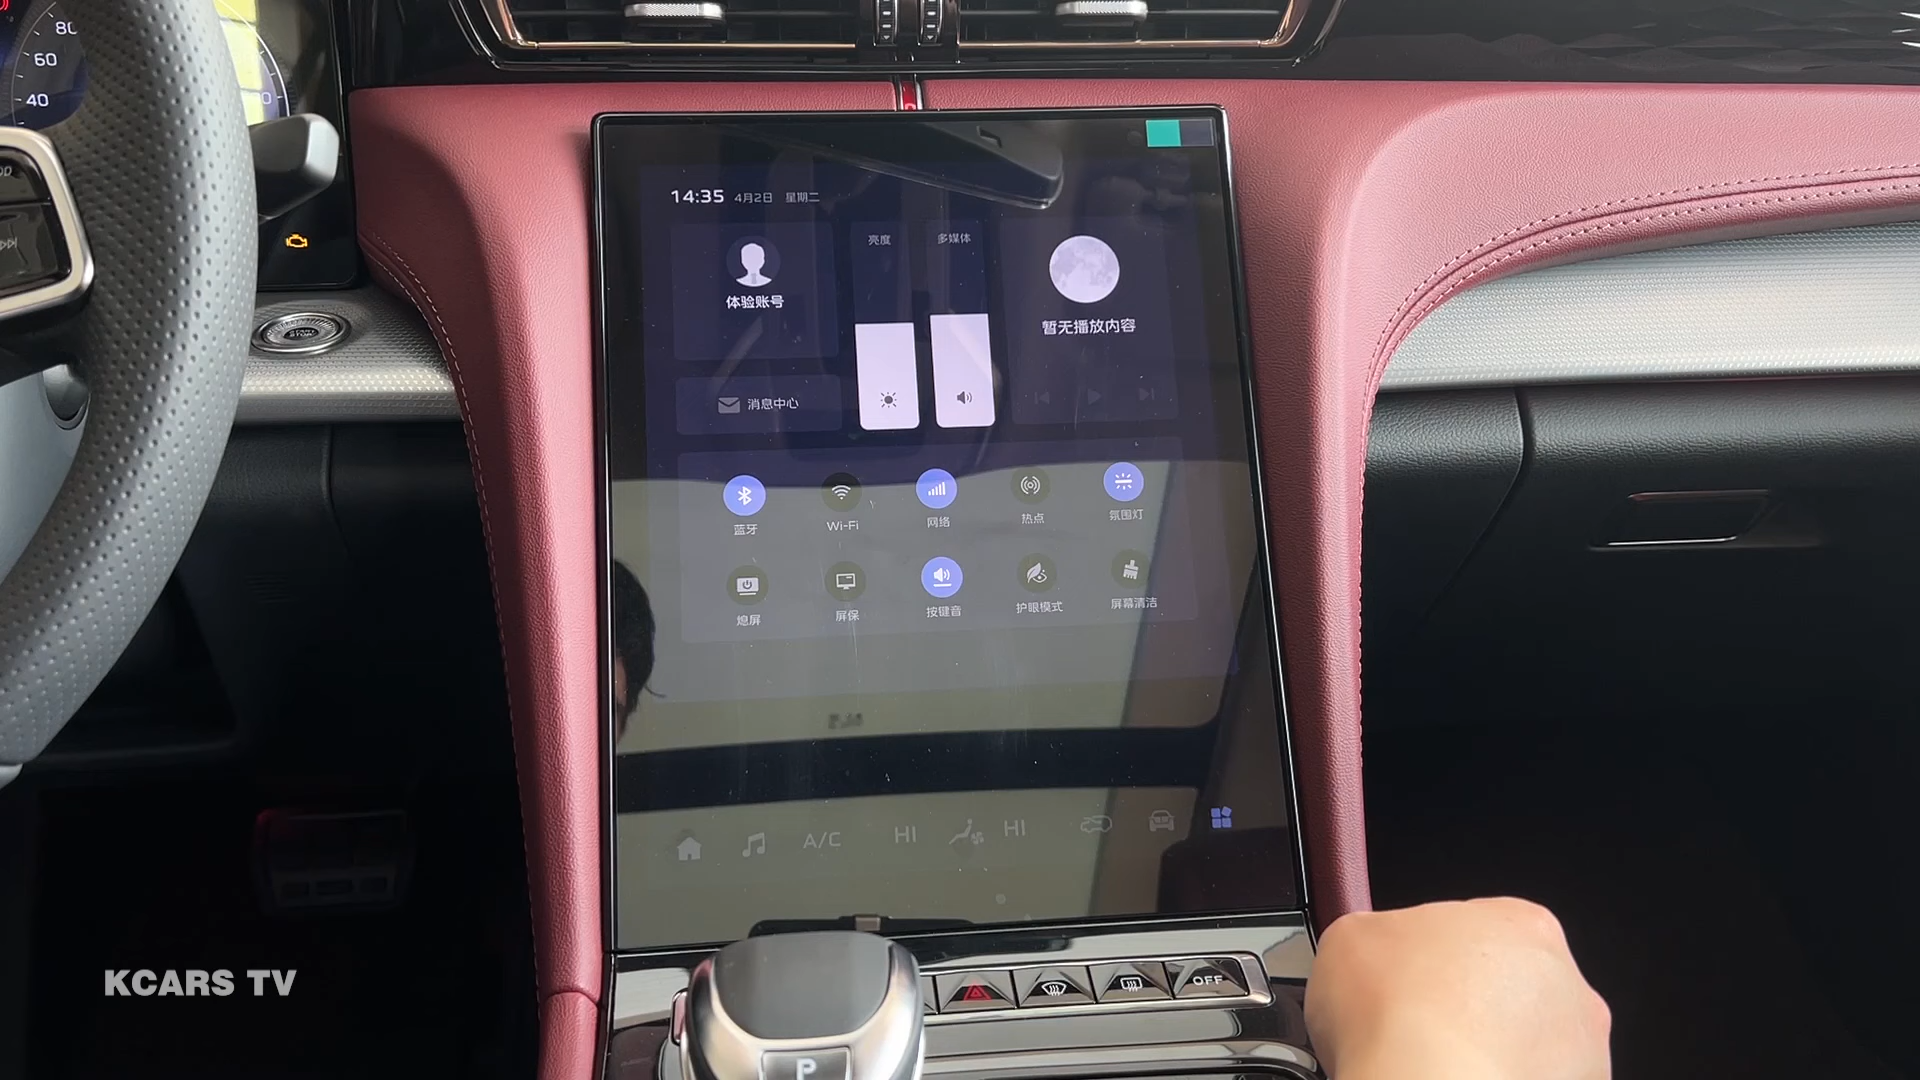 80
60
40
14:35 4月2日 星期二
体验账号
亮度
多媒体
暂无播放内容
消息中心
蓝牙
Wi-Fi
网络
热点
氛围灯
熄屏
屏保
按键音
护眼模式
屏幕清洁
A/C
HI
HI
OFF
P
KCARS TV